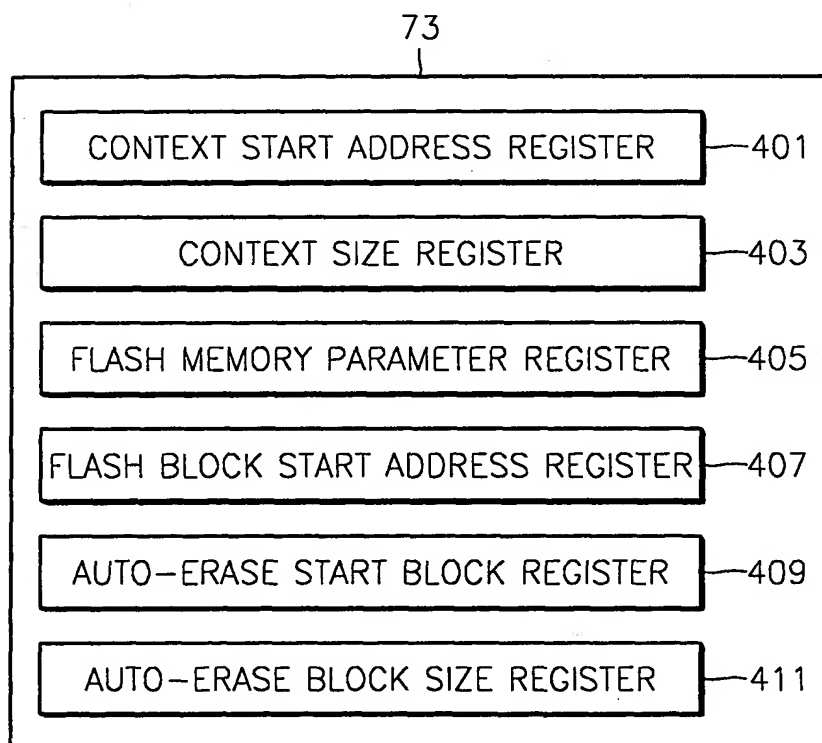 73
CONTEXT START ADDRESS REGISTER 401
CONTEXT SIZE REGISTER 403
FLASH MEMORY PARAMETER REGISTER 405
FLASH BLOCK START ADDRESS REGISTER 407
AUTO-ERASE START BLOCK REGISTER 409
AUTO-ERASE BLOCK SIZE REGISTER 411